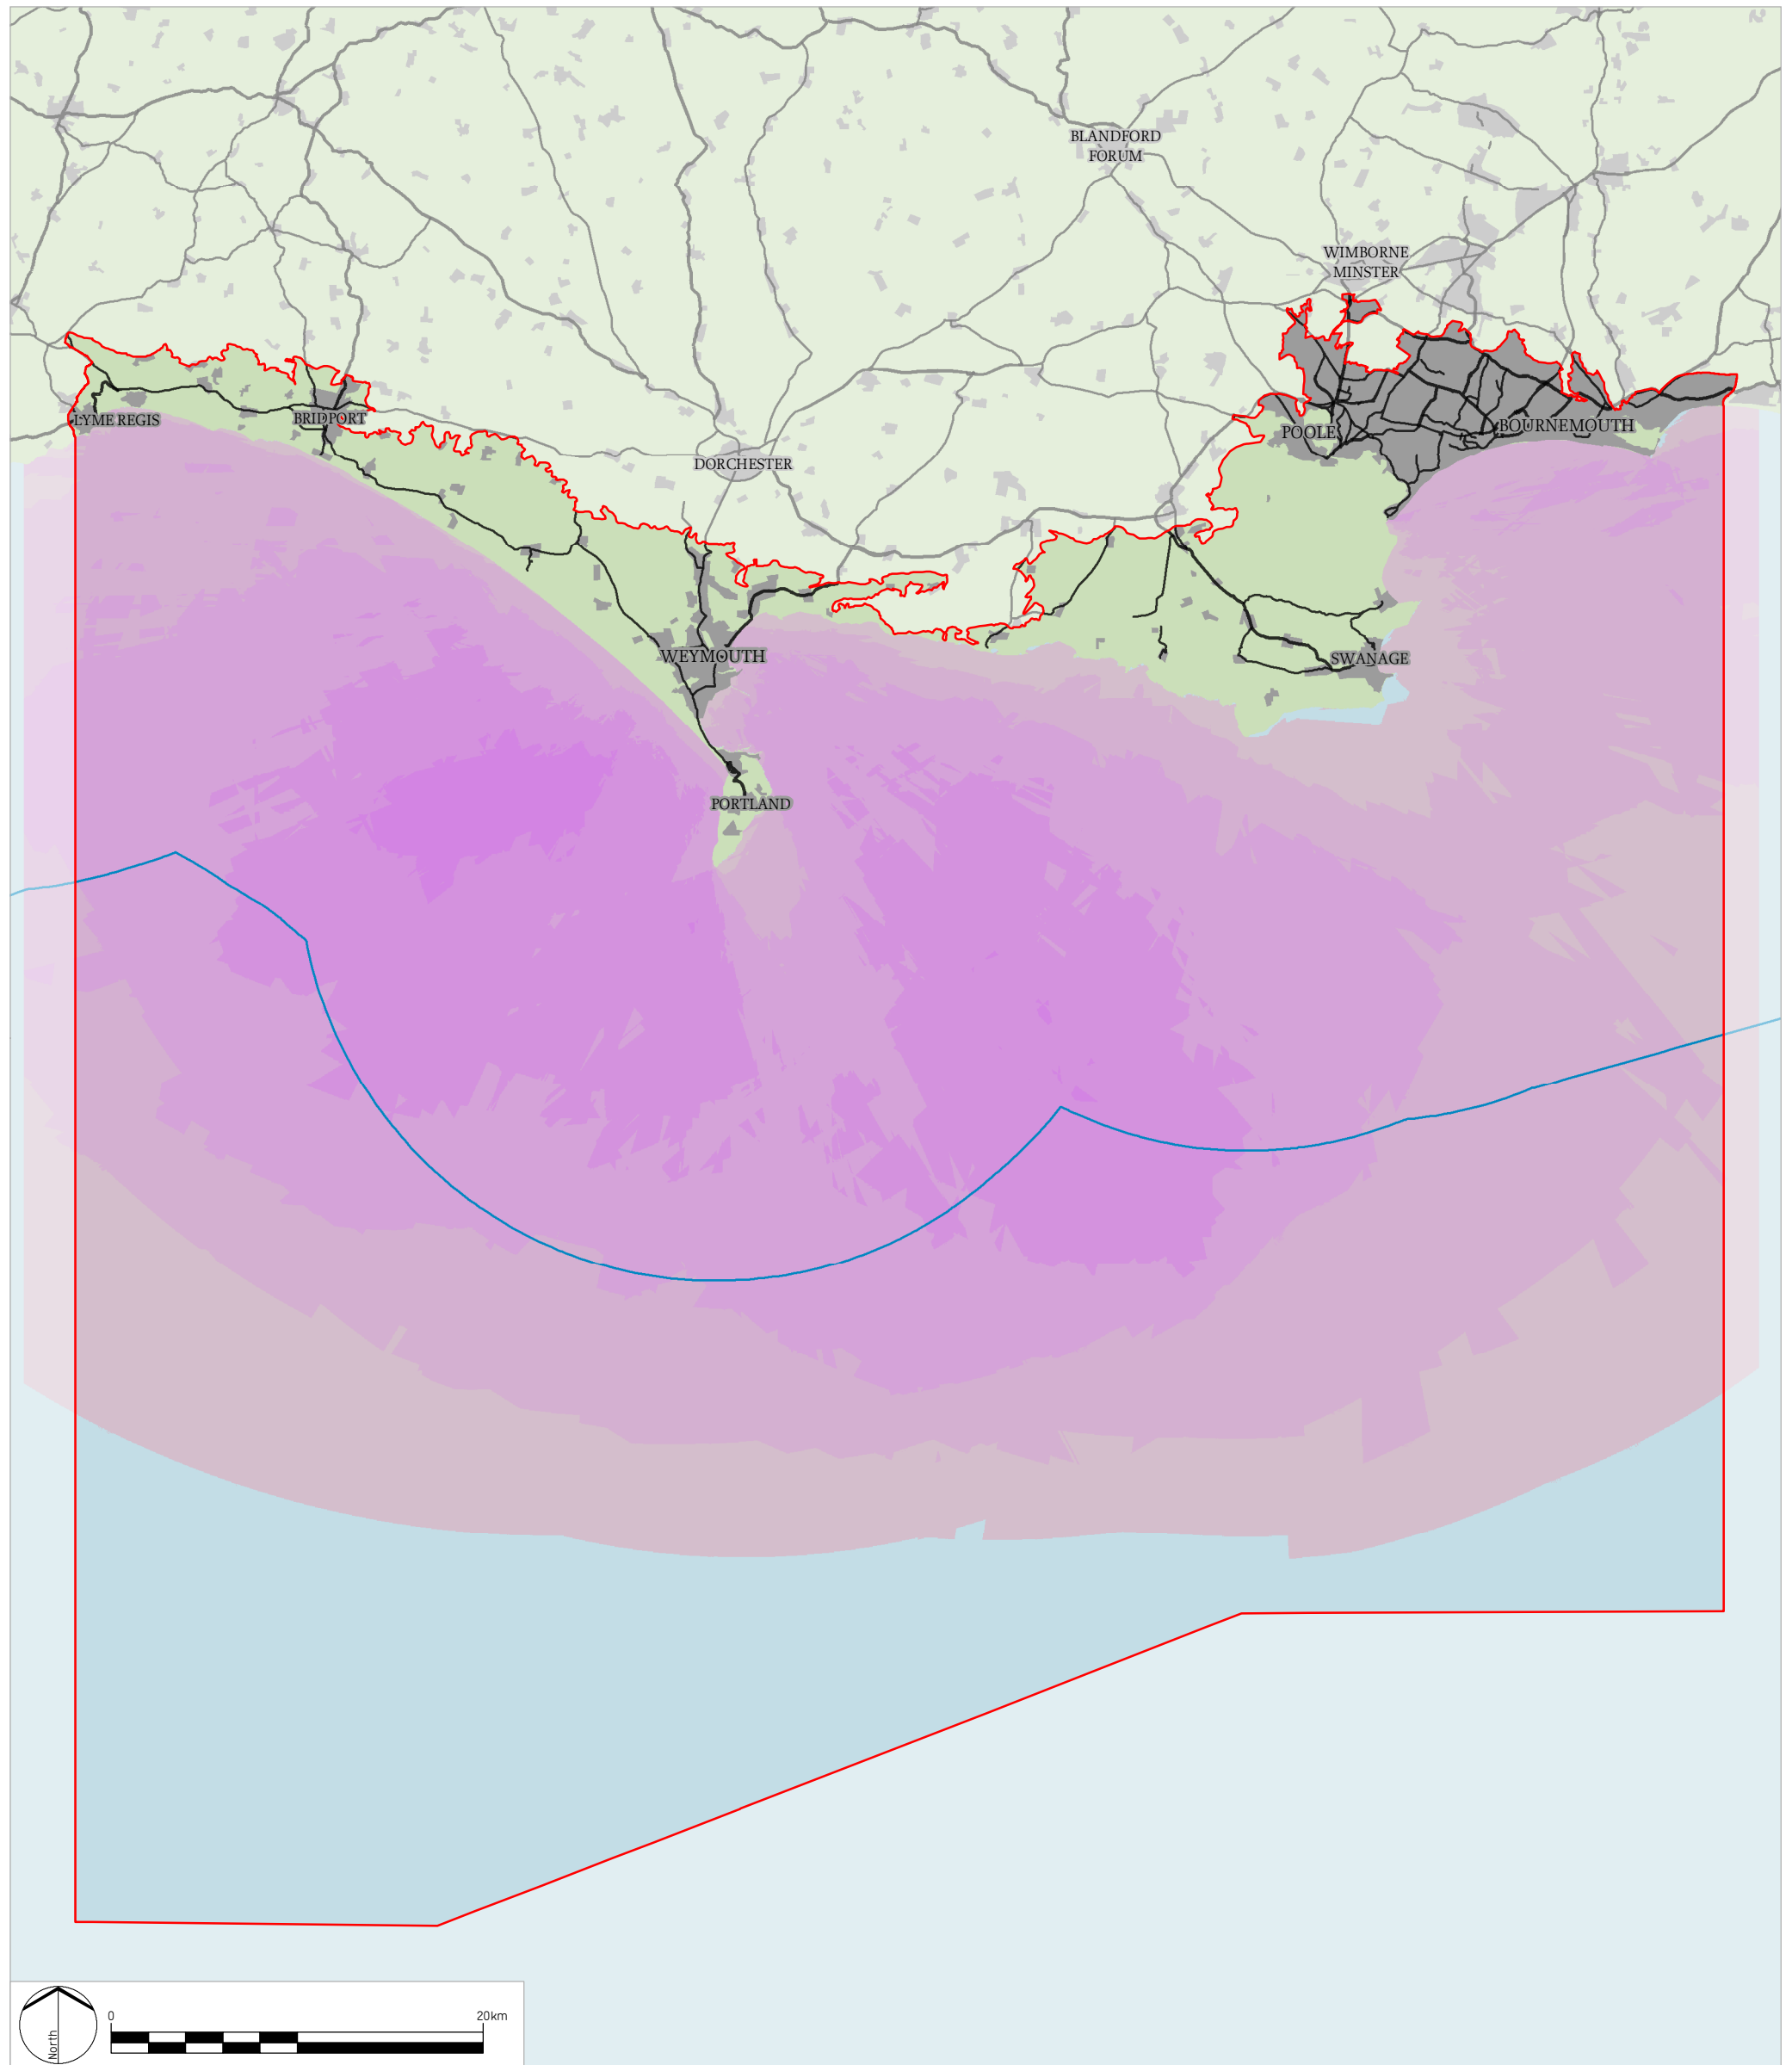 BLANDFORD
FORUM
WIMBORNE
MINSTER
LYME REGIS
BRIDPORT
POOLE
BOURNEMOUTH
DORCHESTER
WEYMOUTH
SWANAGE
PORTLAND
North
0
20km